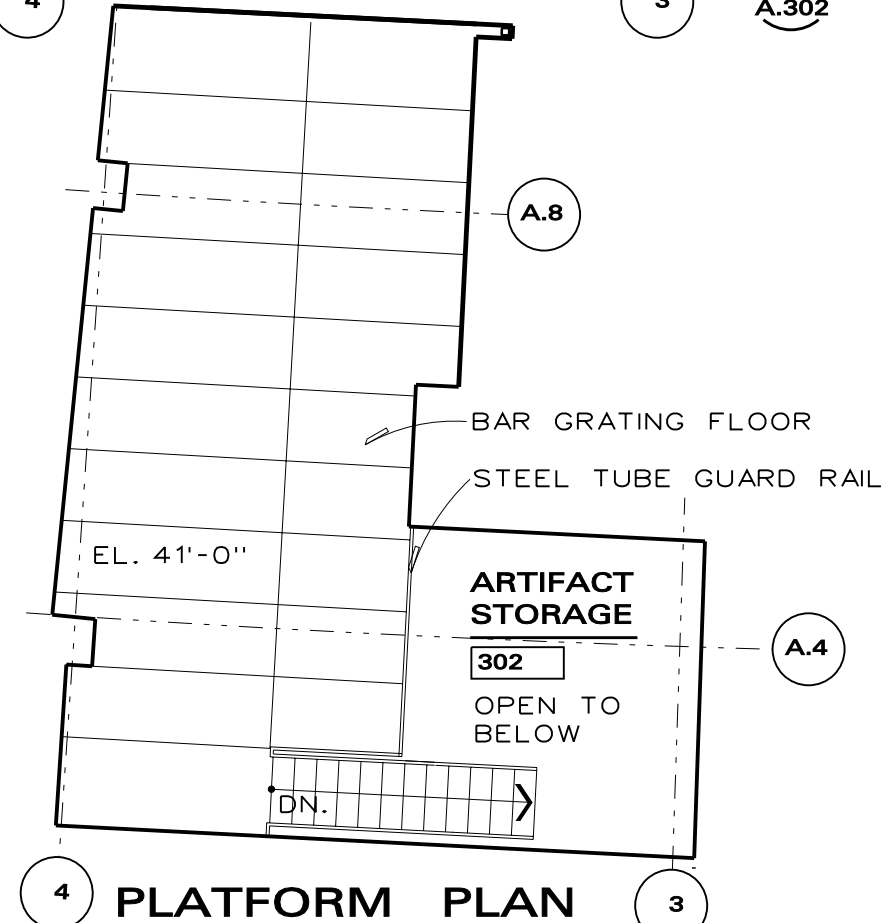 4
3
A.302
A.8
BAR GRATING FLOOR
STEEL TUBE GUARD RAIL
EL. 41'-0"
ARTIFACT
STORAGE
302
A.4
OPEN TO
BELOW
DN.
4
PLATFORM PLAN
3